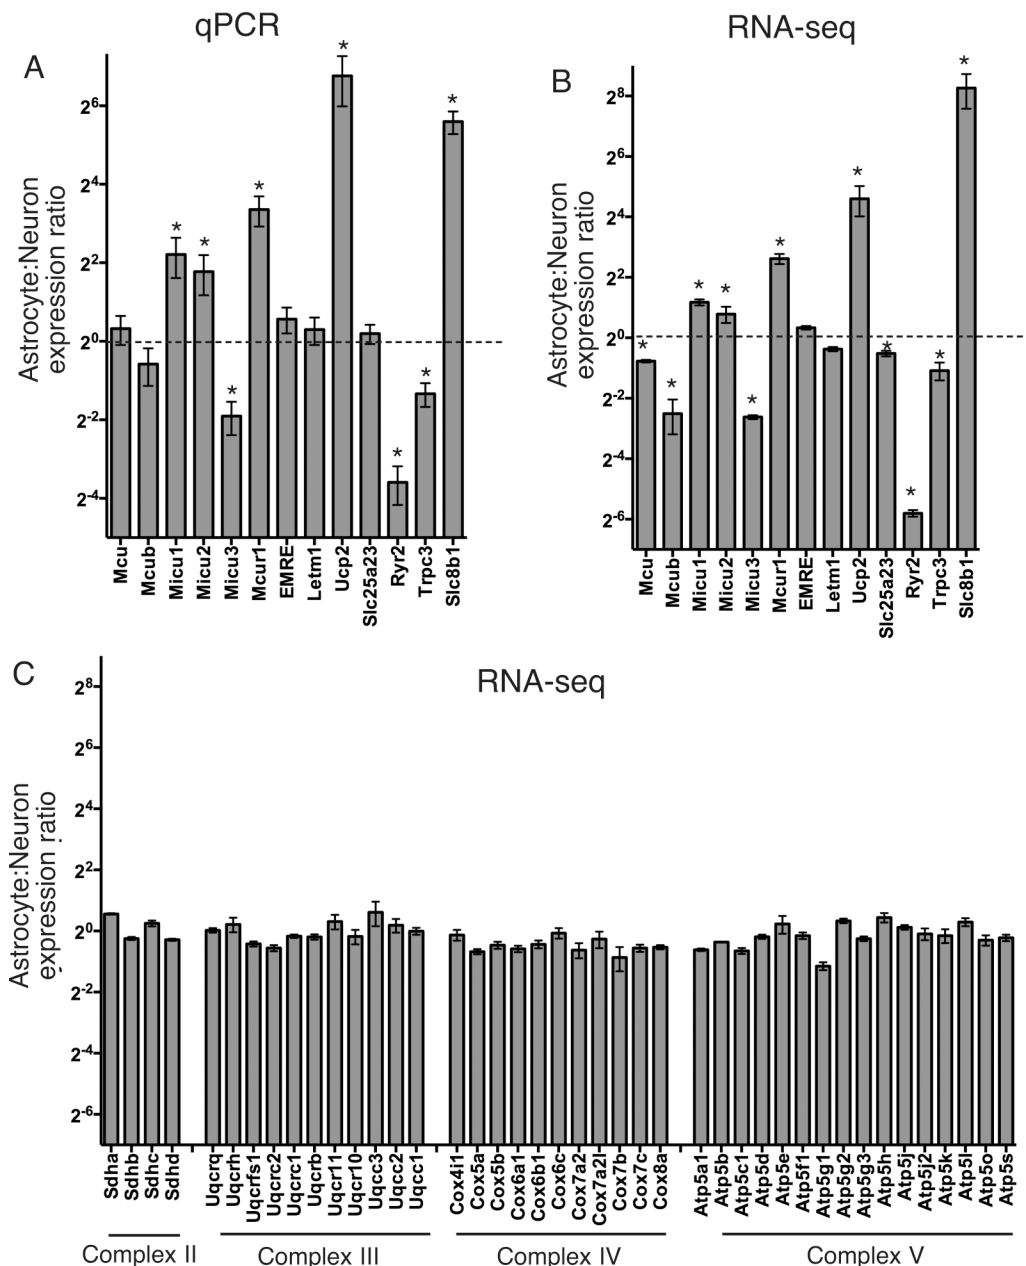 qPCR
RNA-seq
A
B
Astrocyte:Neuron
expression ratio
2^6
2^4
2^2
2^0
2^-2
2^-4
* * * * * * * *
Mcu
Mcub
Micu1
Micu2
Micu3
Mcur1
EMRE
Letm1
Ucp2
Slc25a23
Ryr2
Trpc3
Slc8b1
Astrocyte:Neuron
expression ratio
2^8
2^6
2^4
2^2
2^0
2^-2
2^-4
2^-6
* * * * * * * * * * *
Mcu
Mcub
Micu1
Micu2
Micu3
Mcur1
EMRE
Letm1
Ucp2
Slc25a23
Ryr2
Trpc3
Slc8b1
C
RNA-seq
Astrocyte:Neuron
expression ratio
2^8
2^6
2^4
2^2
2^0
2^-2
2^-4
2^-6
Sdha
Sdhb
Sdhc
Sdhd
Uqcrq
Uqcrh
Uqcrfs1
Uqcrc2
Uqcrc1
Uqcrb
Uqcr11
Uqcr10
Uqcc3
Uqcc2
Uqcc1
Cox4i1
Cox5a
Cox5b
Cox6a1
Cox6b1
Cox6c
Cox7a2
Cox7a2l
Cox7b
Cox7c
Cox8a
Atp5a1
Atp5b
Atp5c1
Atp5d
Atp5e
Atp5f1
Atp5g1
Atp5g2
Atp5g3
Atp5h
Atp5j
Atp5j2
Atp5k
Atp5l
Atp5o
Atp5s
Complex II
Complex III
Complex IV
Complex V